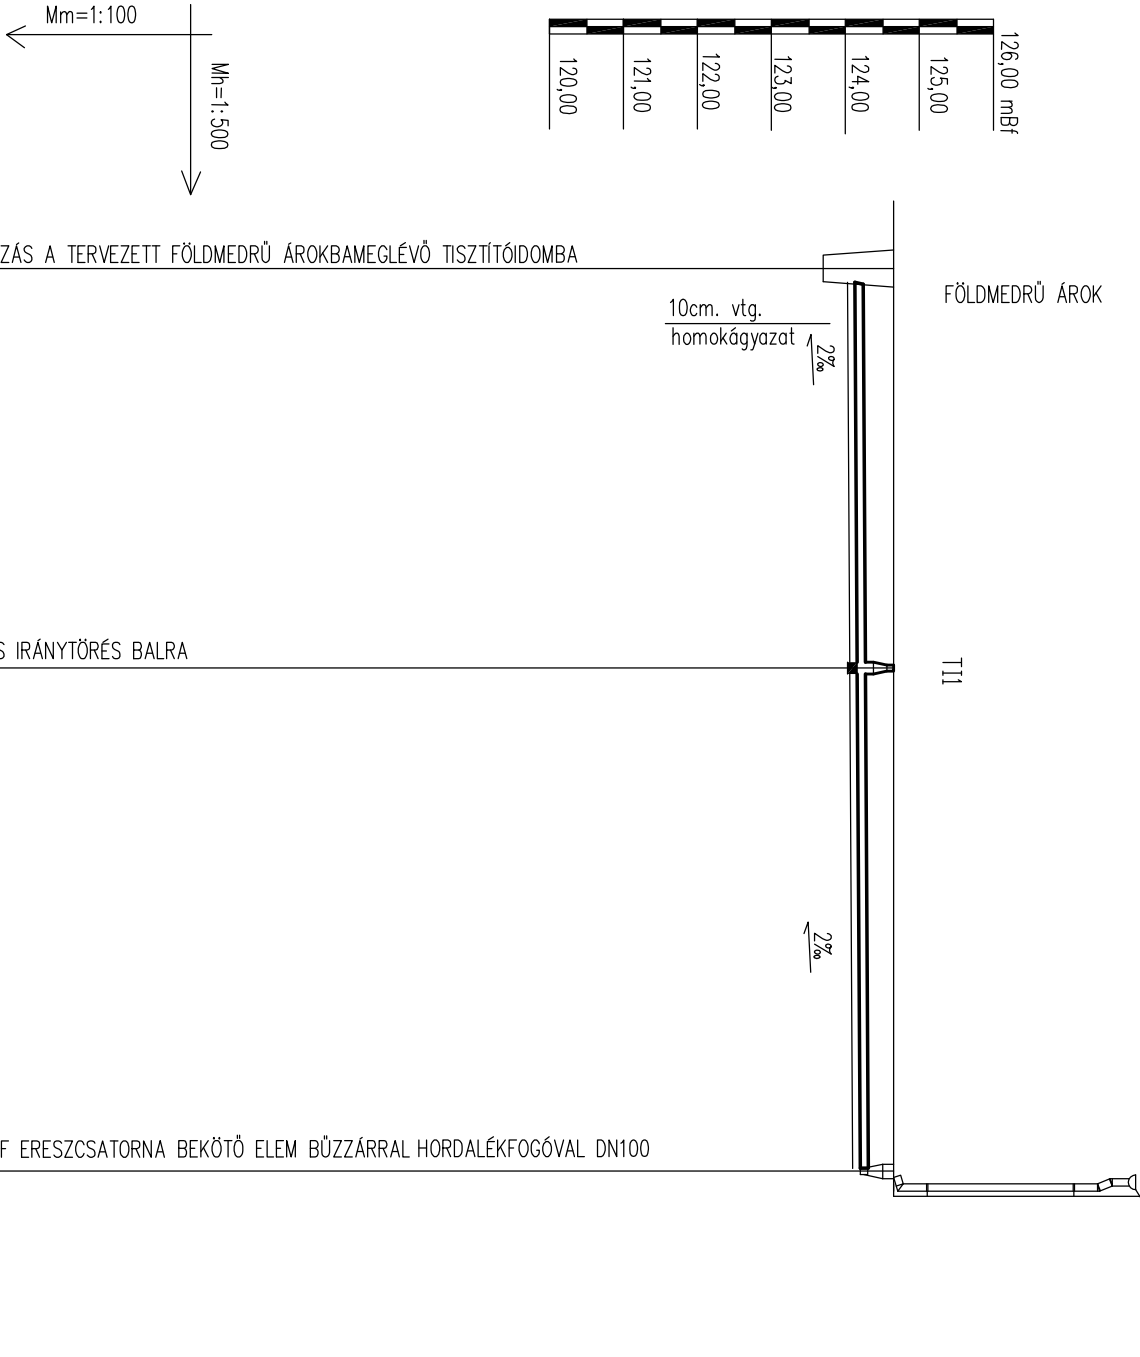 Mm=1:100
Mh=1:500
120,00
121,00
122,00
123,00
124,00
125,00
126,00 mBf
ZÁS A TERVEZETT FÖLDMEDRŰ ÁROKBAMEGLÉVŐ TISZTÍTÓIDOMBA
FÖLDMEDRŰ ÁROK
10cm. vtg.
homokágyazat
2‰
S IRÁNYTÖRÉS BALRA
TI1
2‰
F ERESZCSATORNA BEKÖTŐ ELEM BŰZZÁRRAL HORDALÉKFOGÓVAL DN100